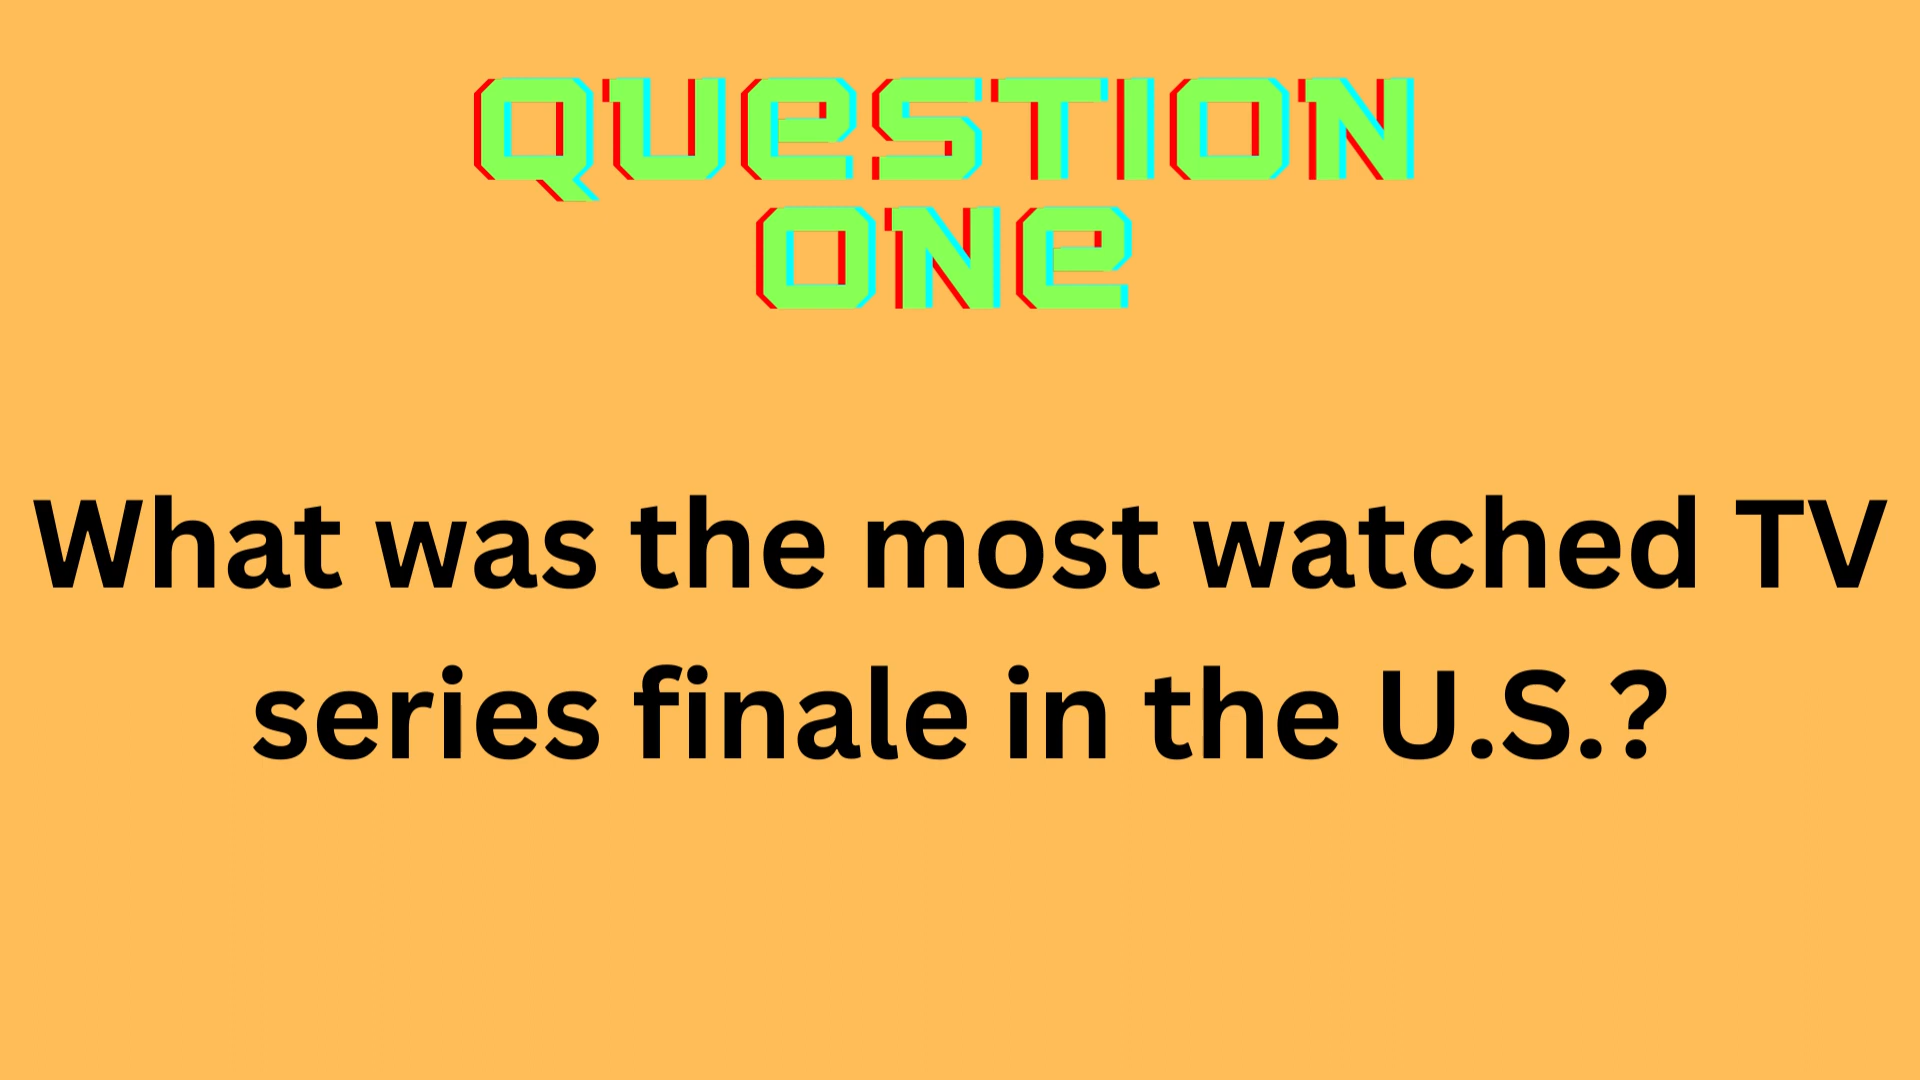 QUESTION
ONE
What was the most watched TV
series finale in the U.S.?